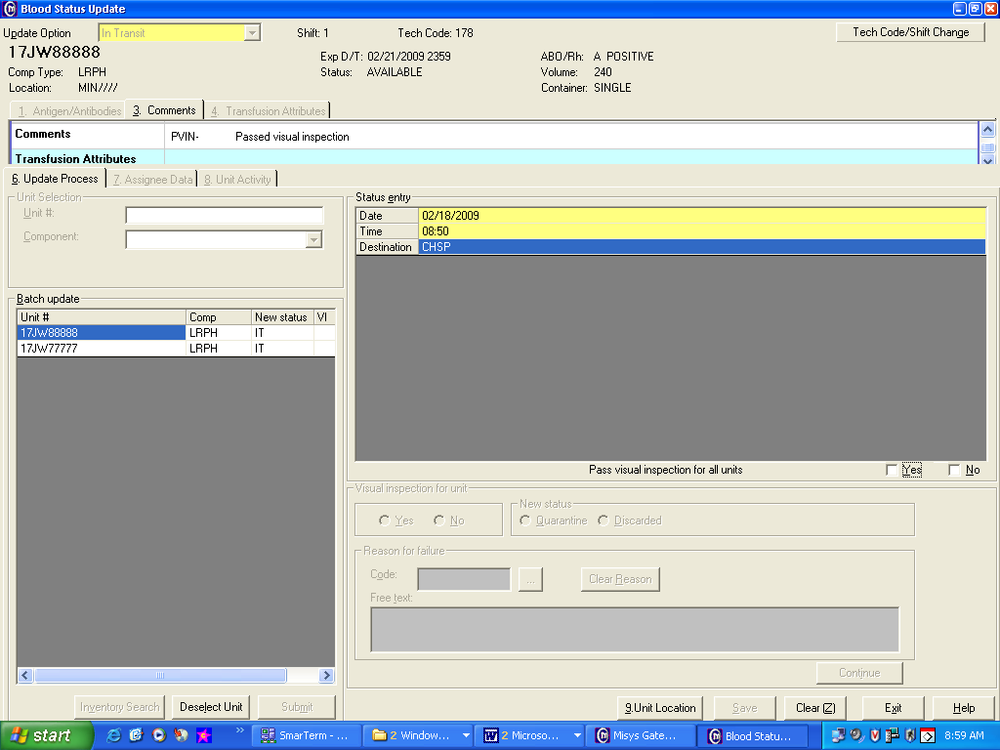 Blood Status Update
Update Option In Transit Shift: 1 Tech Code: 178 Tech Code/Shift Change
17JW88888
Exp D/T: 02/21/2009 2359 ABO/Rh: A POSITIVE
Comp Type: LRPH Status: AVAILABLE Volume: 240
Location: MIN//// Container: SINGLE
1. Antigen/Antibodies 3. Comments 4. Transfusion Attributes
Comments PVIN- Passed visual inspection
Transfusion Attributes
6. Update Process 7. Assignee Data 8. Unit Activity
Unit Selection
Unit #:
Component:
Status entry
Date 02/18/2009
Time 08:50
Destination CHSP
Batch update
Unit # Comp New status VI
17JW88888 LRPH IT
17JW77777 LRPH IT
Pass visual inspection for all units Yes No
Visual inspection for unit
Yes No
New status
Quarantine Discarded
Reason for failure
Code: ... Clear Reason
Free text:
Continue
Inventory Search Deselect Unit Submit
9.Unit Location Save Clear (Z) Exit Help
start SmarTerm - ... 2 Window... 2 Microso... Misys Gate... Blood Statu... 8:59 AM